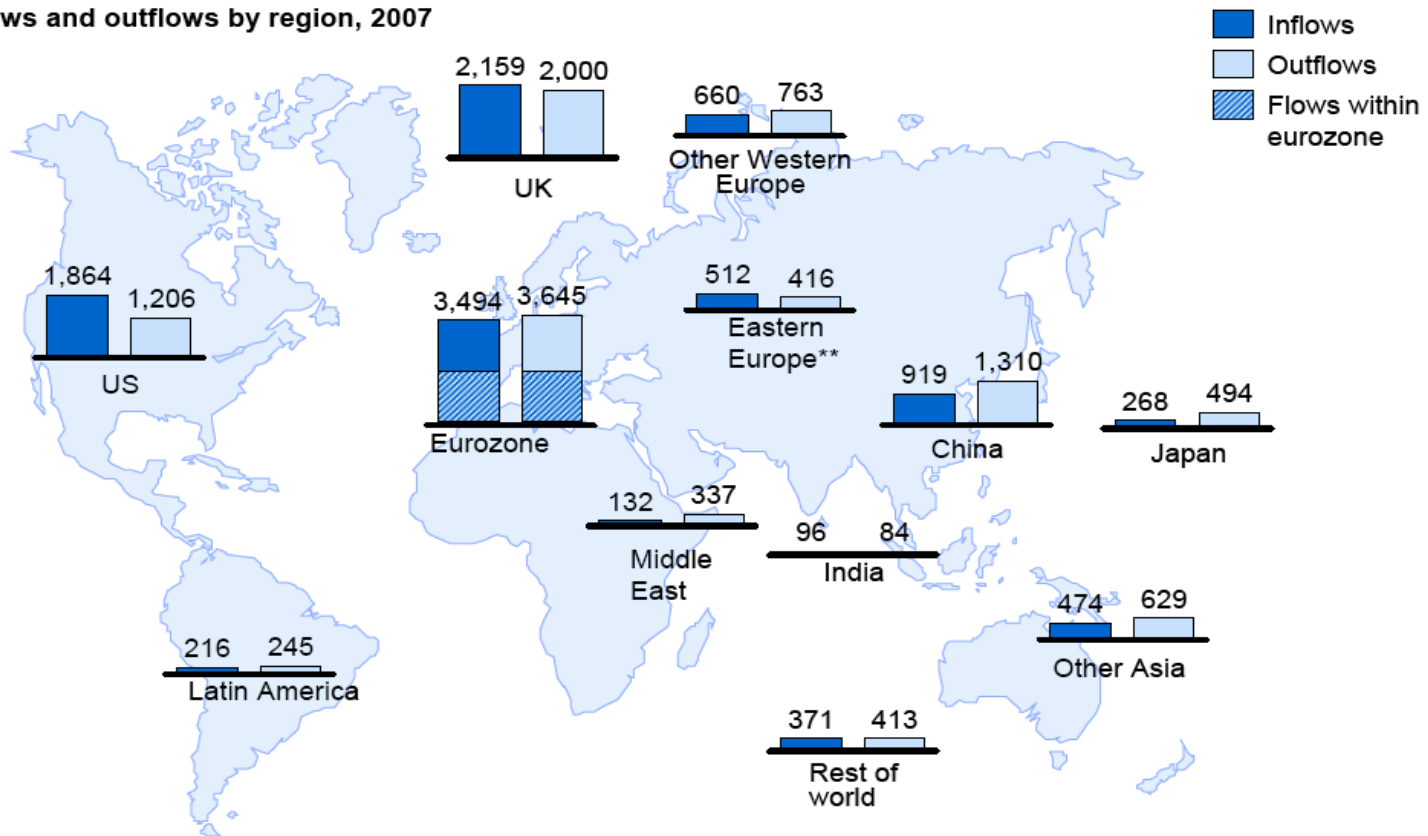 ws and outflows by region, 2007
Inflows
Outflows
Flows within
eurozone
2,159 2,000
UK
660 763
Other Western
Europe
1,864 1,206
US
3,494 3,645
Eurozone
512 416
Eastern
Europe**
919 1,310
China
268 494
Japan
132 337
Middle
East
96 84
India
474 629
Other Asia
216 245
Latin America
371 413
Rest of
world